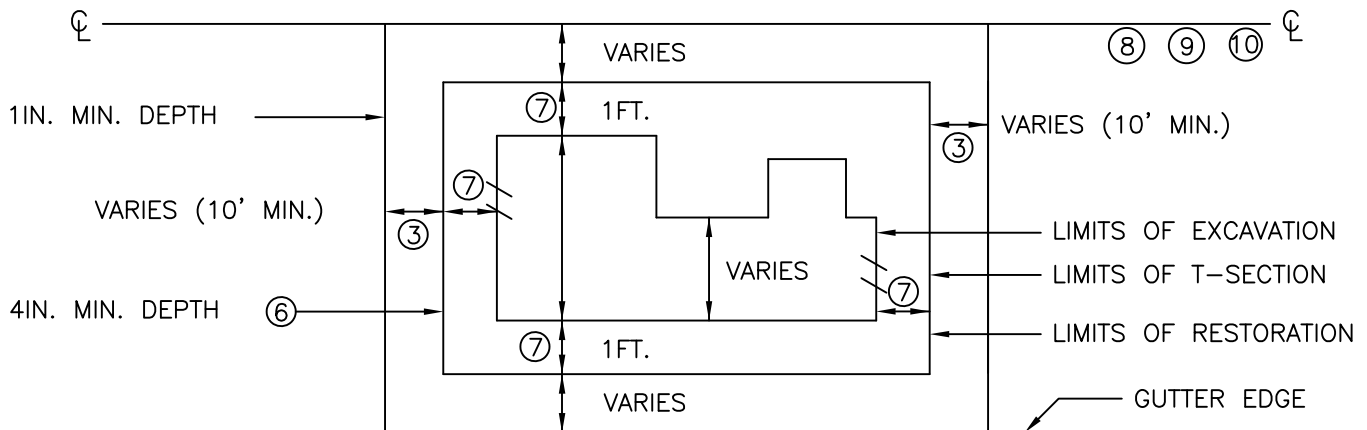 ℄ ℄
⑧ ⑨ ⑩
VARIES
1IN. MIN. DEPTH
⑦ 1FT.
VARIES (10' MIN.)
③
⑦
VARIES (10' MIN.)
③
LIMITS OF EXCAVATION
VARIES
LIMITS OF T-SECTION
⑦
4IN. MIN. DEPTH ⑥
LIMITS OF RESTORATION
⑦ 1FT.
GUTTER EDGE
VARIES